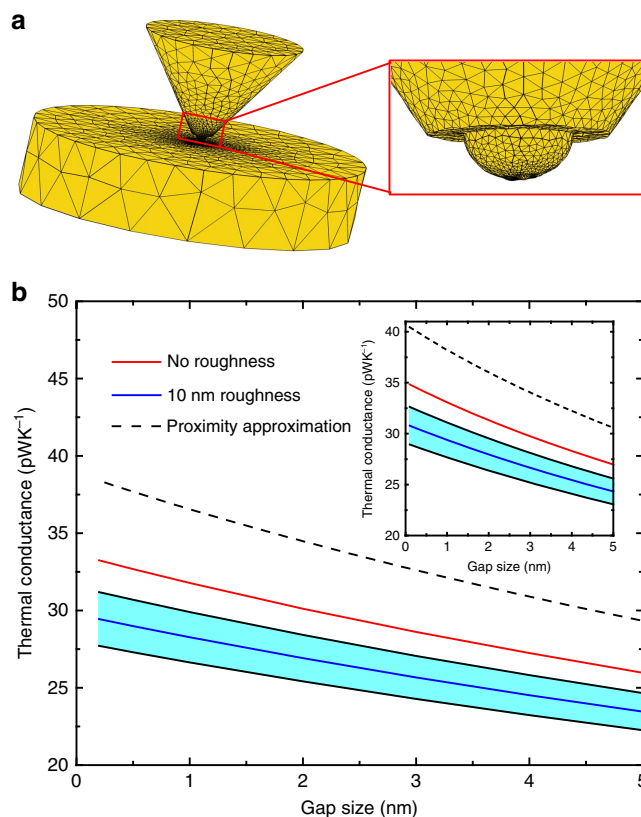 a
b
50
45
40
35
30
25
20
0
1
2
3
4
5
Thermal conductance (pWK⁻¹)
Gap size (nm)
No roughness
10 nm roughness
Proximity approximation
40
35
30
25
20
0
1
2
3
4
5
Thermal conductance (pWK⁻¹)
Gap size (nm)